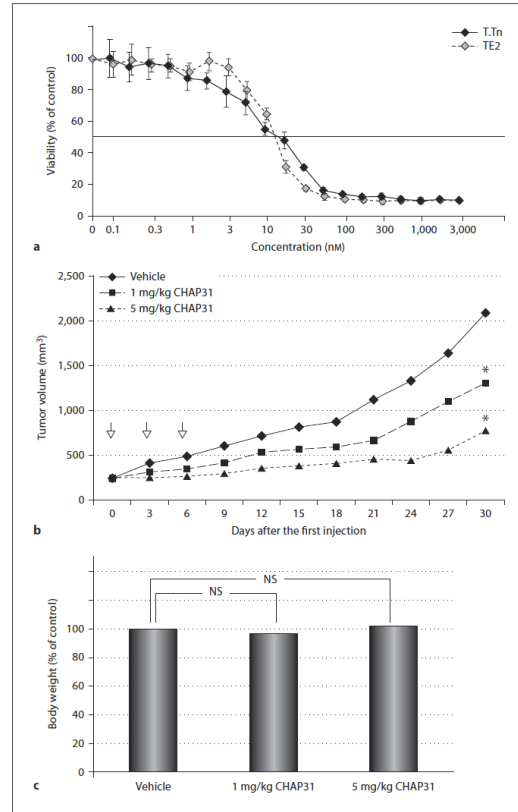 T.Tn
TE2
Viability (% of control)
120
100
80
60
40
20
0
0 0.1 0.3 1 3 10 30 100 300 1,000 3,000
a
Concentration (nM)
Vehicle
1 mg/kg CHAP31
5 mg/kg CHAP31
Tumor volume (mm³)
2,500
2,000
1,500
1,000
500
0
*
*
0 3 6 9 12 15 18 21 24 27 30
b
Days after the first injection
Body weight (% of control)
NS
NS
100
80
60
40
20
0
c
Vehicle 1 mg/kg CHAP31 5 mg/kg CHAP31